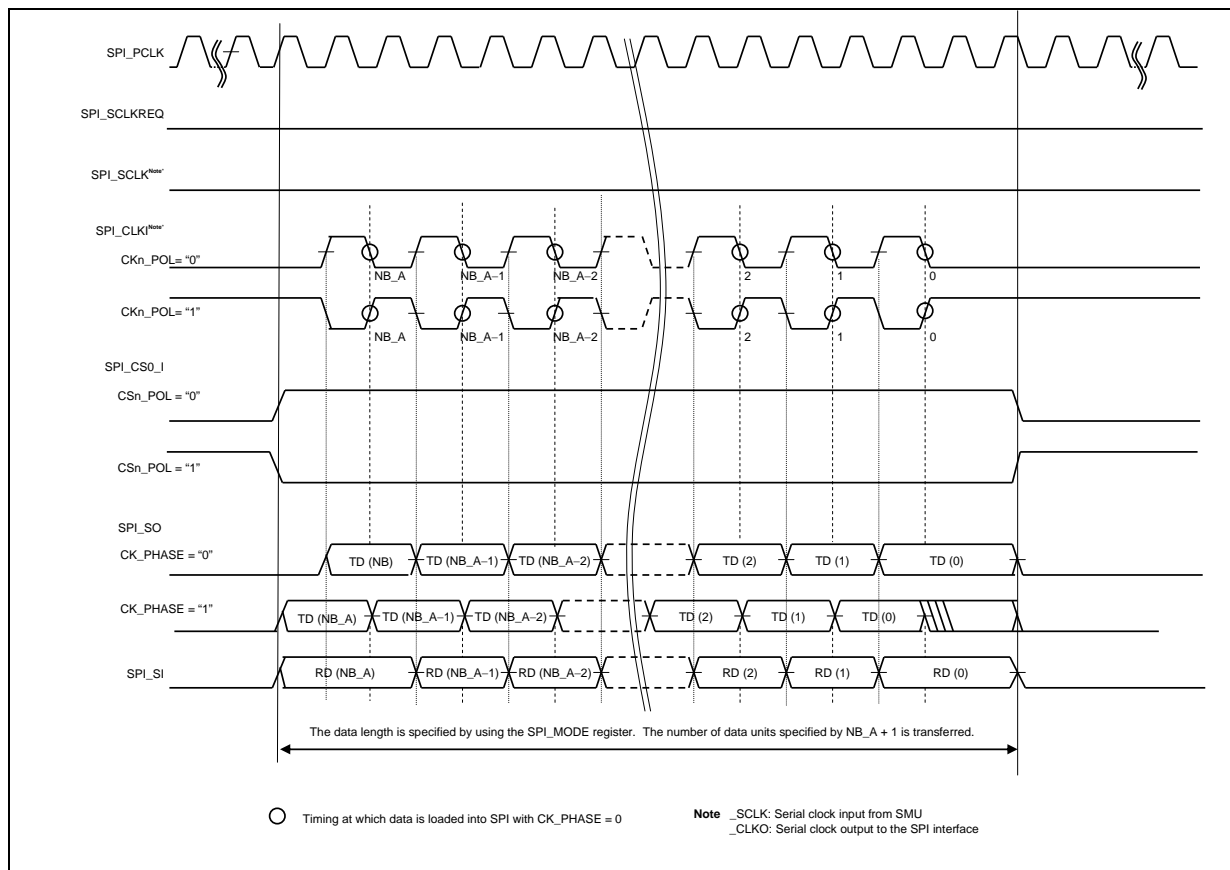 SPI_PCLK
SPI_SCLKREQ
SPI_SCLK Note
SPI_CLKI Note
CKn_POL= “0”
NB_A NB_A−1 NB_A−2 2 1 0
CKn_POL= “1”
NB_A NB_A−1 NB_A−2 2 1 0
SPI_CS0_I
CSn_POL = “0”
CSn_POL = “1”
SPI_SO
CK_PHASE = “0” TD (NB) TD (NB_A−1) TD (NB_A−2) TD (2) TD (1) TD (0)
CK_PHASE = “1” TD (NB_A) TD (NB_A−1) TD (NB_A−2) TD (2) TD (1) TD (0)
SPI_SI RD (NB_A) RD (NB_A−1) RD (NB_A−2) RD (2) RD (1) RD (0)
The data length is specified by using the SPI_MODE register. The number of data units specified by NB_A + 1 is transferred.
Timing at which data is loaded into SPI with CK_PHASE = 0
Note _SCLK: Serial clock input from SMU
_CLKO: Serial clock output to the SPI interface